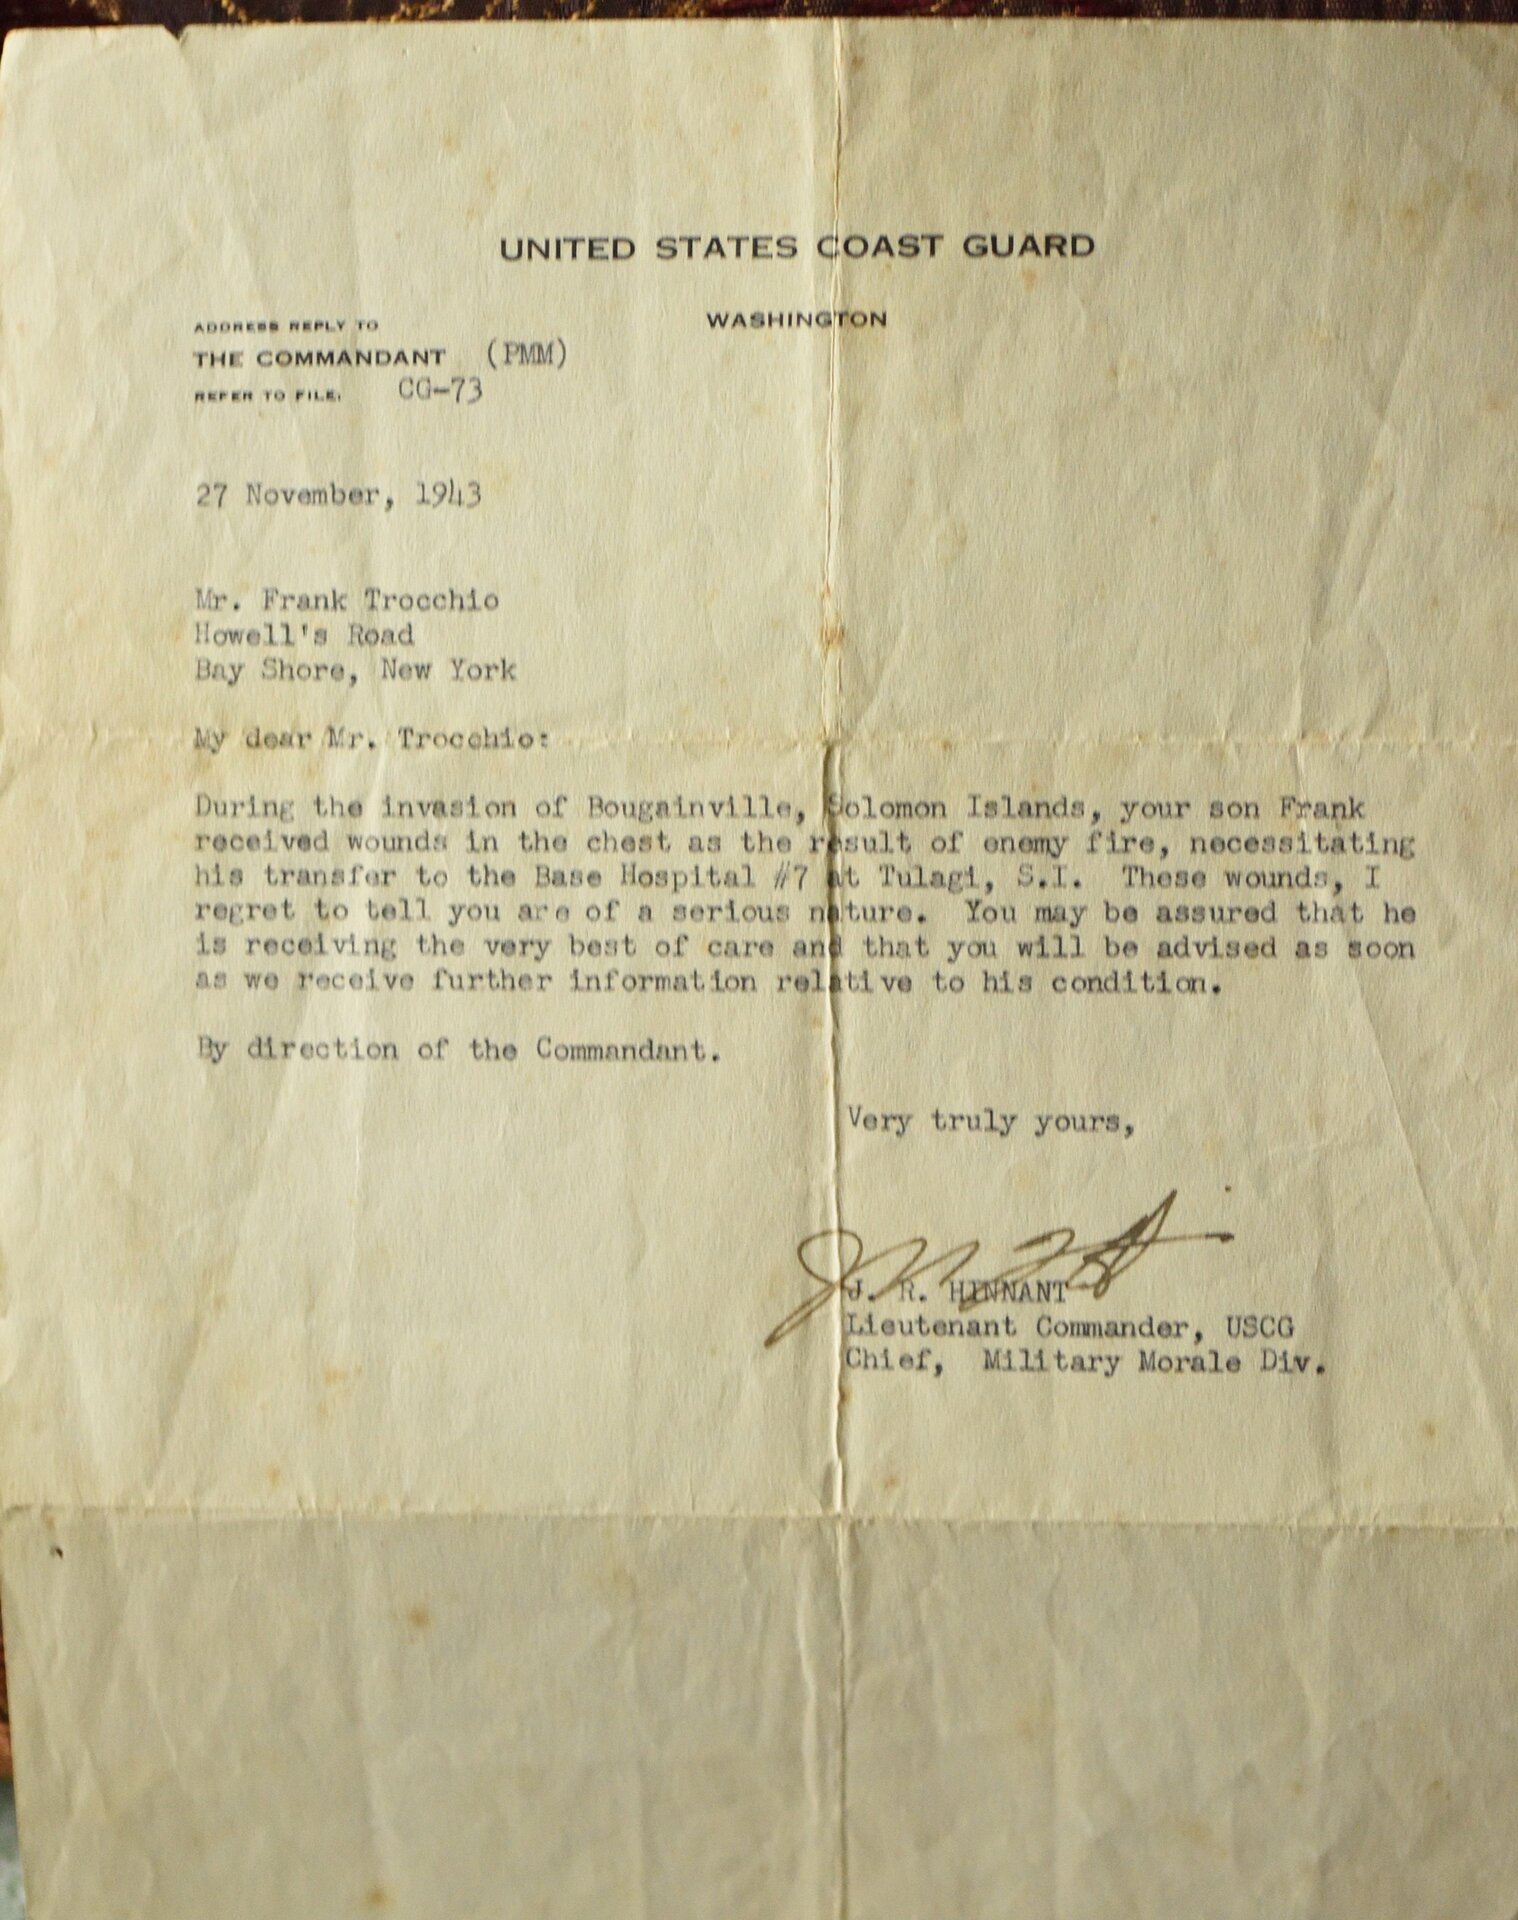 UNITED STATES COAST GUARD
WASHINGTON
ADDRESS REPLY TO
THE COMMANDANT (PMM)
REFER TO FILE: CG-73
27 November, 1943
Mr. Frank Trocchio
Howell's Road
Bay Shore, New York
My dear Mr. Trocchio:
During the invasion of Bougainville, Solomon Islands, your son Frank
received wounds in the chest as the result of enemy fire, necessitating
his transfer to the Base Hospital #7 at Tulagi, S.I. These wounds, I
regret to tell you are of a serious nature. You may be assured that he
is receiving the very best of care and that you will be advised as soon
as we receive further information relative to his condition.
By direction of the Commandant.
Very truly yours,
J. R. HINNANT
Lieutenant Commander, USCG
Chief, Military Morale Div.